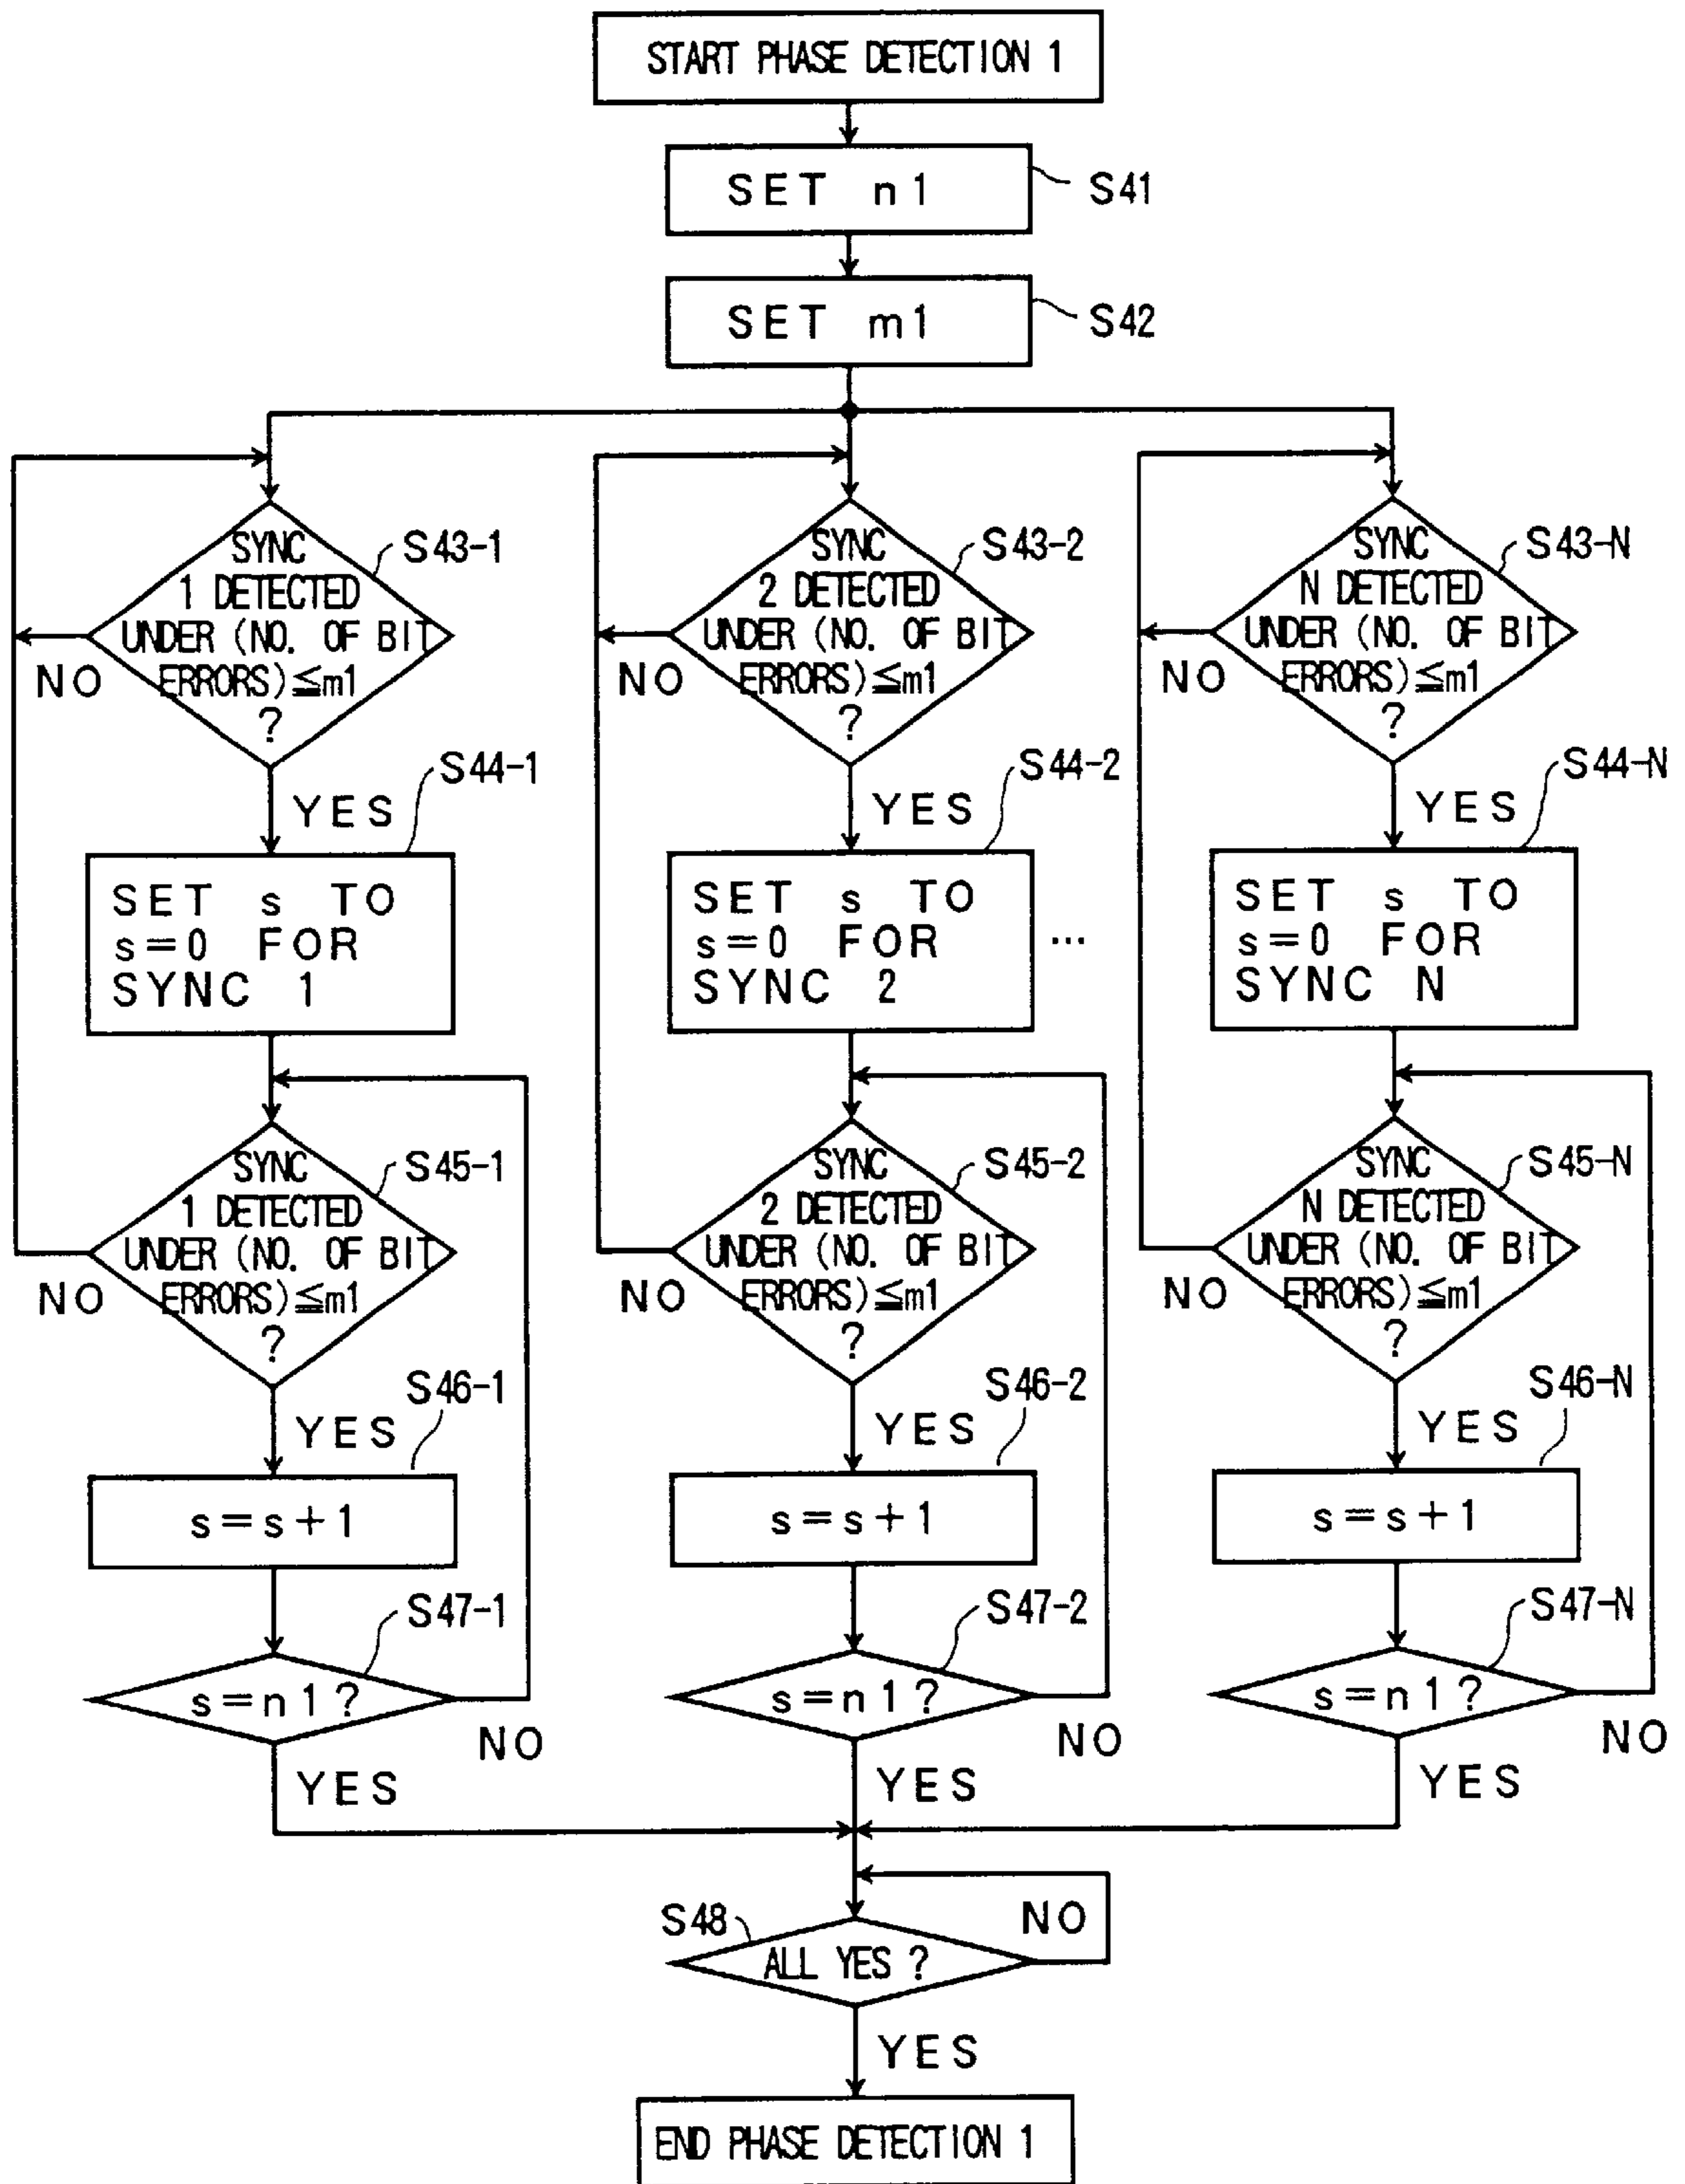 START PHASE DETECTION 1
SET n1
S41
SET m1
S42
SYNC
1 DETECTED
UNDER (NO. OF BIT
ERRORS)≦m1
?
S43-1
NO
YES
SYNC
2 DETECTED
UNDER (NO. OF BIT
ERRORS)≦m1
?
S43-2
NO
YES
SYNC
N DETECTED
UNDER (NO. OF BIT
ERRORS)≦m1
?
S43-N
NO
YES
S44-1
SET s TO
s=0 FOR
SYNC 1
S44-2
SET s TO
s=0 FOR
SYNC 2
...
S44-N
SET s TO
s=0 FOR
SYNC N
SYNC
1 DETECTED
UNDER (NO. OF BIT
ERRORS)≦m1
?
S45-1
NO
YES
SYNC
2 DETECTED
UNDER (NO. OF BIT
ERRORS)≦m1
?
S45-2
NO
YES
SYNC
N DETECTED
UNDER (NO. OF BIT
ERRORS)≦m1
?
S45-N
NO
YES
S46-1
s=s+1
S46-2
s=s+1
S46-N
s=s+1
S47-1
s=n1?
NO
YES
S47-2
s=n1?
NO
YES
S47-N
s=n1?
NO
YES
S48
ALL YES ?
NO
YES
END PHASE DETECTION 1